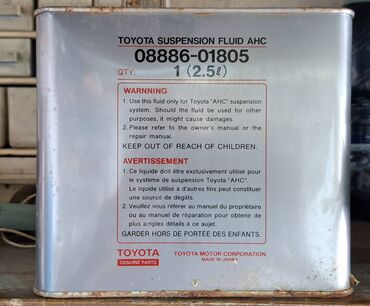 TOYOTA SUSPENSION FLUID AHC
08886-01805
QTY: 1 (2.5ℓ)
WARNNING
1. Use this fluid only for Toyota "AHC" suspension
system. Should the fluid be used for other
purposes, it might cause damages.
2. Please refer to the owner's manual or the
repair manual.
KEEP OUT OF REACH OF CHILDREN.
AVERTISSEMENT
1. Ce liquide doit être exclusivement utilisé pour
le système de suspension Toyota "AHC".
Le liquide utilisé a d'autres fins peut constituer
une source de dégâts.
2. Veuillez vous référer au manuel du propriétaire
ou au manuel de réparation pour obtenir de
plus amples détails à ce sujet.
GARDER HORS DE PORTÉE DES ENFANTS.
TOYOTA TOYOTA MOTOR CORPORATION
GENUINE PARTS MADE IN JAPAN